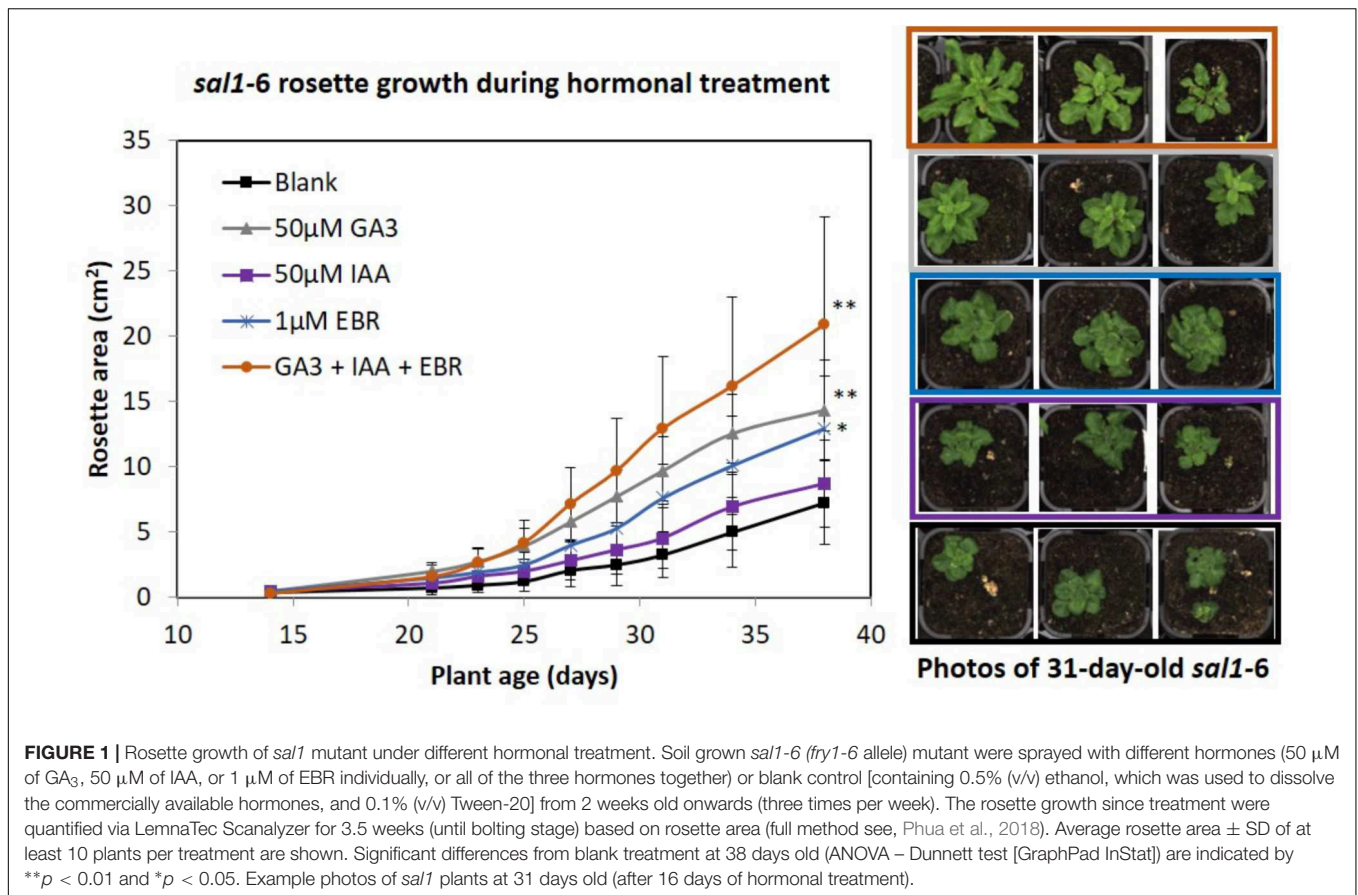 sal1-6 rosette growth during hormonal treatment
35
30
25
20
15
10
5
0
Rosette area (cm²)
Blank
50µM GA3
50µM IAA
1µM EBR
GA3 + IAA + EBR
**
**
*
10 15 20 25 30 35 40
Plant age (days)
Photos of 31-day-old sal1-6
FIGURE 1 | Rosette growth of sal1 mutant under different hormonal treatment. Soil grown sal1-6 (fry1-6 allele) mutant were sprayed with different hormones (50 μM
of GA₃, 50 μM of IAA, or 1 μM of EBR individually, or all of the three hormones together) or blank control [containing 0.5% (v/v) ethanol, which was used to dissolve
the commercially available hormones, and 0.1% (v/v) Tween-20] from 2 weeks old onwards (three times per week). The rosette growth since treatment were
quantified via LemnaTec Scanalyzer for 3.5 weeks (until bolting stage) based on rosette area (full method see, Phua et al., 2018). Average rosette area ± SD of at
least 10 plants per treatment are shown. Significant differences from blank treatment at 38 days old (ANOVA – Dunnett test [GraphPad InStat]) are indicated by
**p < 0.01 and *p < 0.05. Example photos of sal1 plants at 31 days old (after 16 days of hormonal treatment).